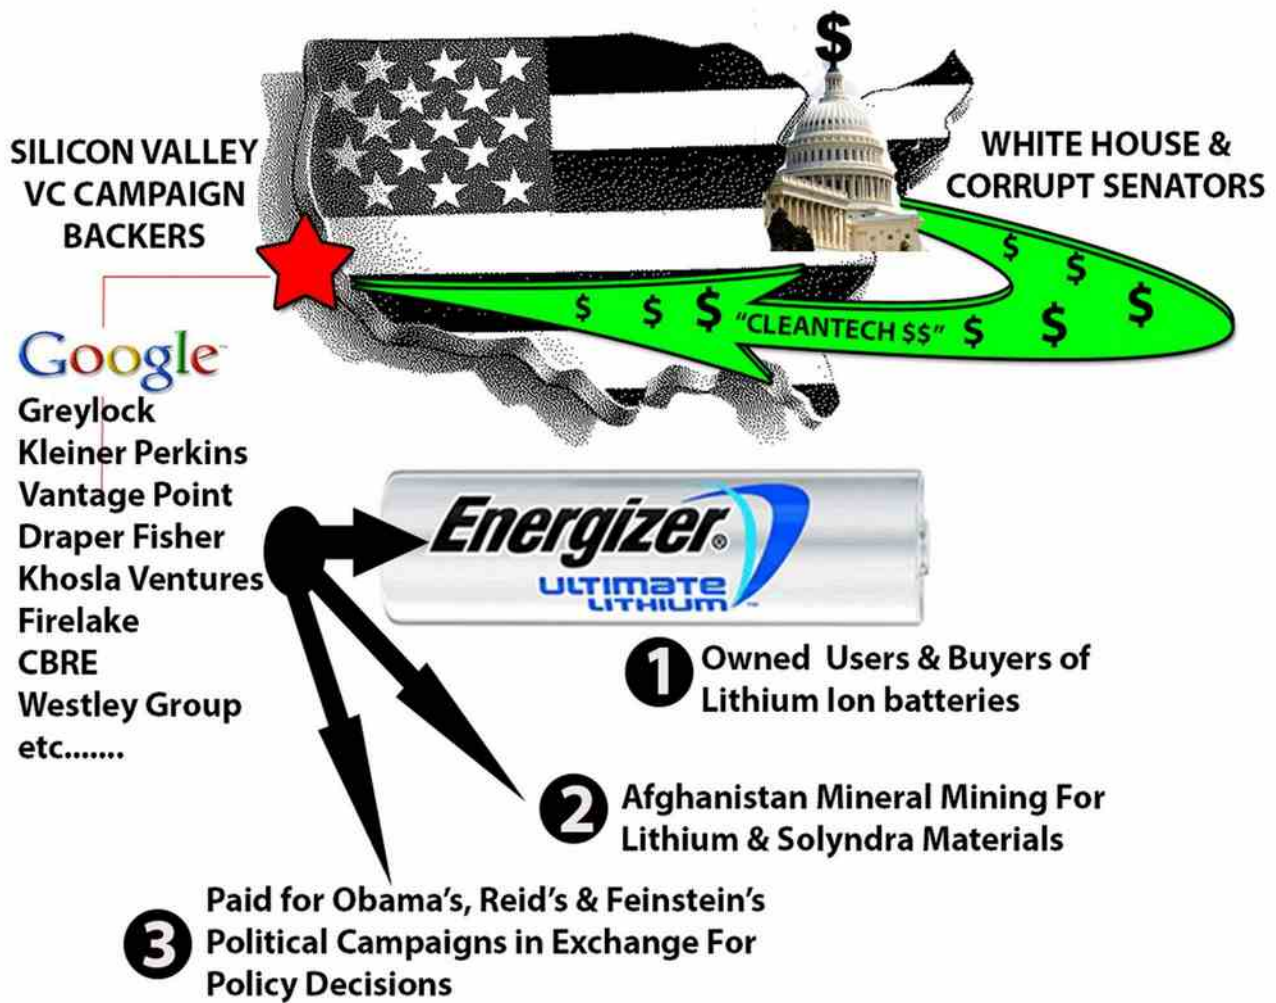 $
SILICON VALLEY
VC CAMPAIGN
BACKERS
WHITE HOUSE &
CORRUPT SENATORS
$ $ $ "CLEANTECH $$" $ $ $ $ $
Google™
Greylock
Kleiner Perkins
Vantage Point
Draper Fisher
Khosla Ventures
Firelake
CBRE
Westley Group
etc.......
Energizer®
ULTIMATE
LITHIUM™
1 Owned Users & Buyers of
Lithium Ion batteries
2 Afghanistan Mineral Mining For
Lithium & Solyndra Materials
3 Paid for Obama's, Reid's & Feinstein's
Political Campaigns in Exchange For
Policy Decisions